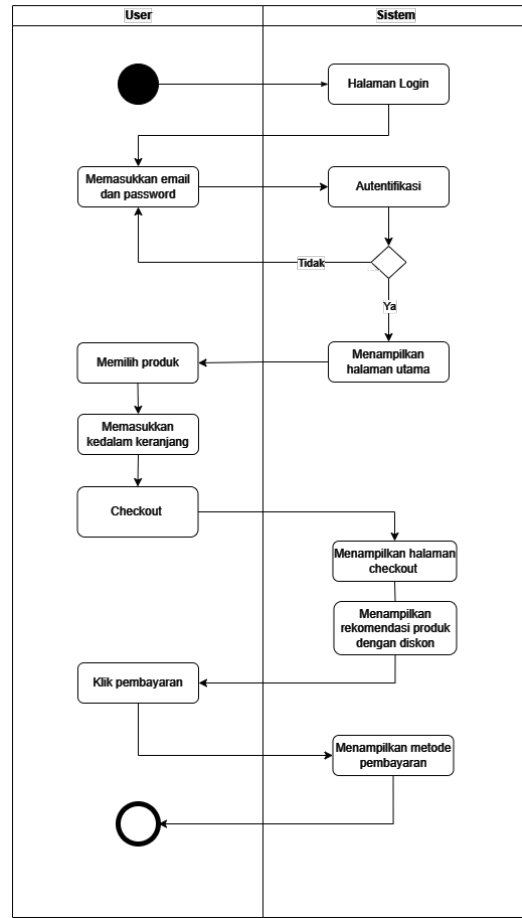 User
Sistem
Halaman Login
Memasukkan email
dan password
Autentifikasi
Tidak
Ya
Menampilkan
halaman utama
Memilih produk
Memasukkan
kedalam keranjang
Checkout
Menampilkan halaman
checkout
Menampilkan
rekomendasi produk
dengan diskon
Klik pembayaran
Menampilkan metode
pembayaran